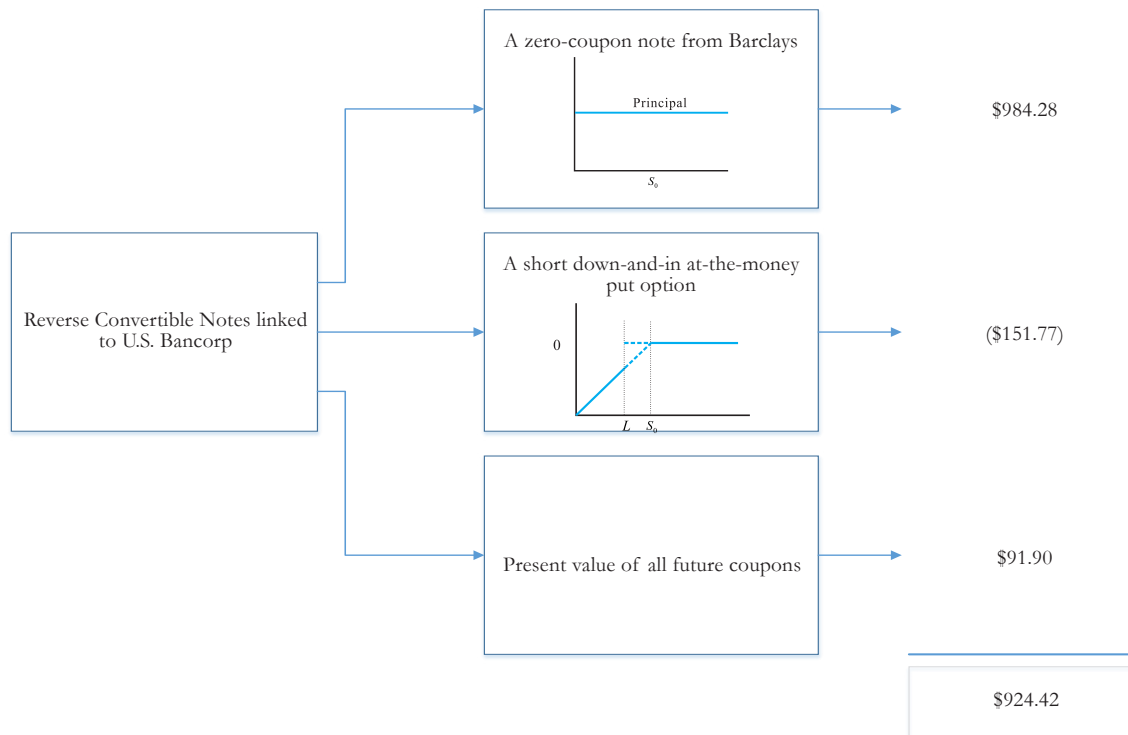 A zero-coupon note from Barclays
Principal
S₀
$984.28
Reverse Convertible Notes linked
to U.S. Bancorp
A short down-and-in at-the-money
put option
0
L S₀
($151.77)
Present value of all future coupons
$91.90
$924.42